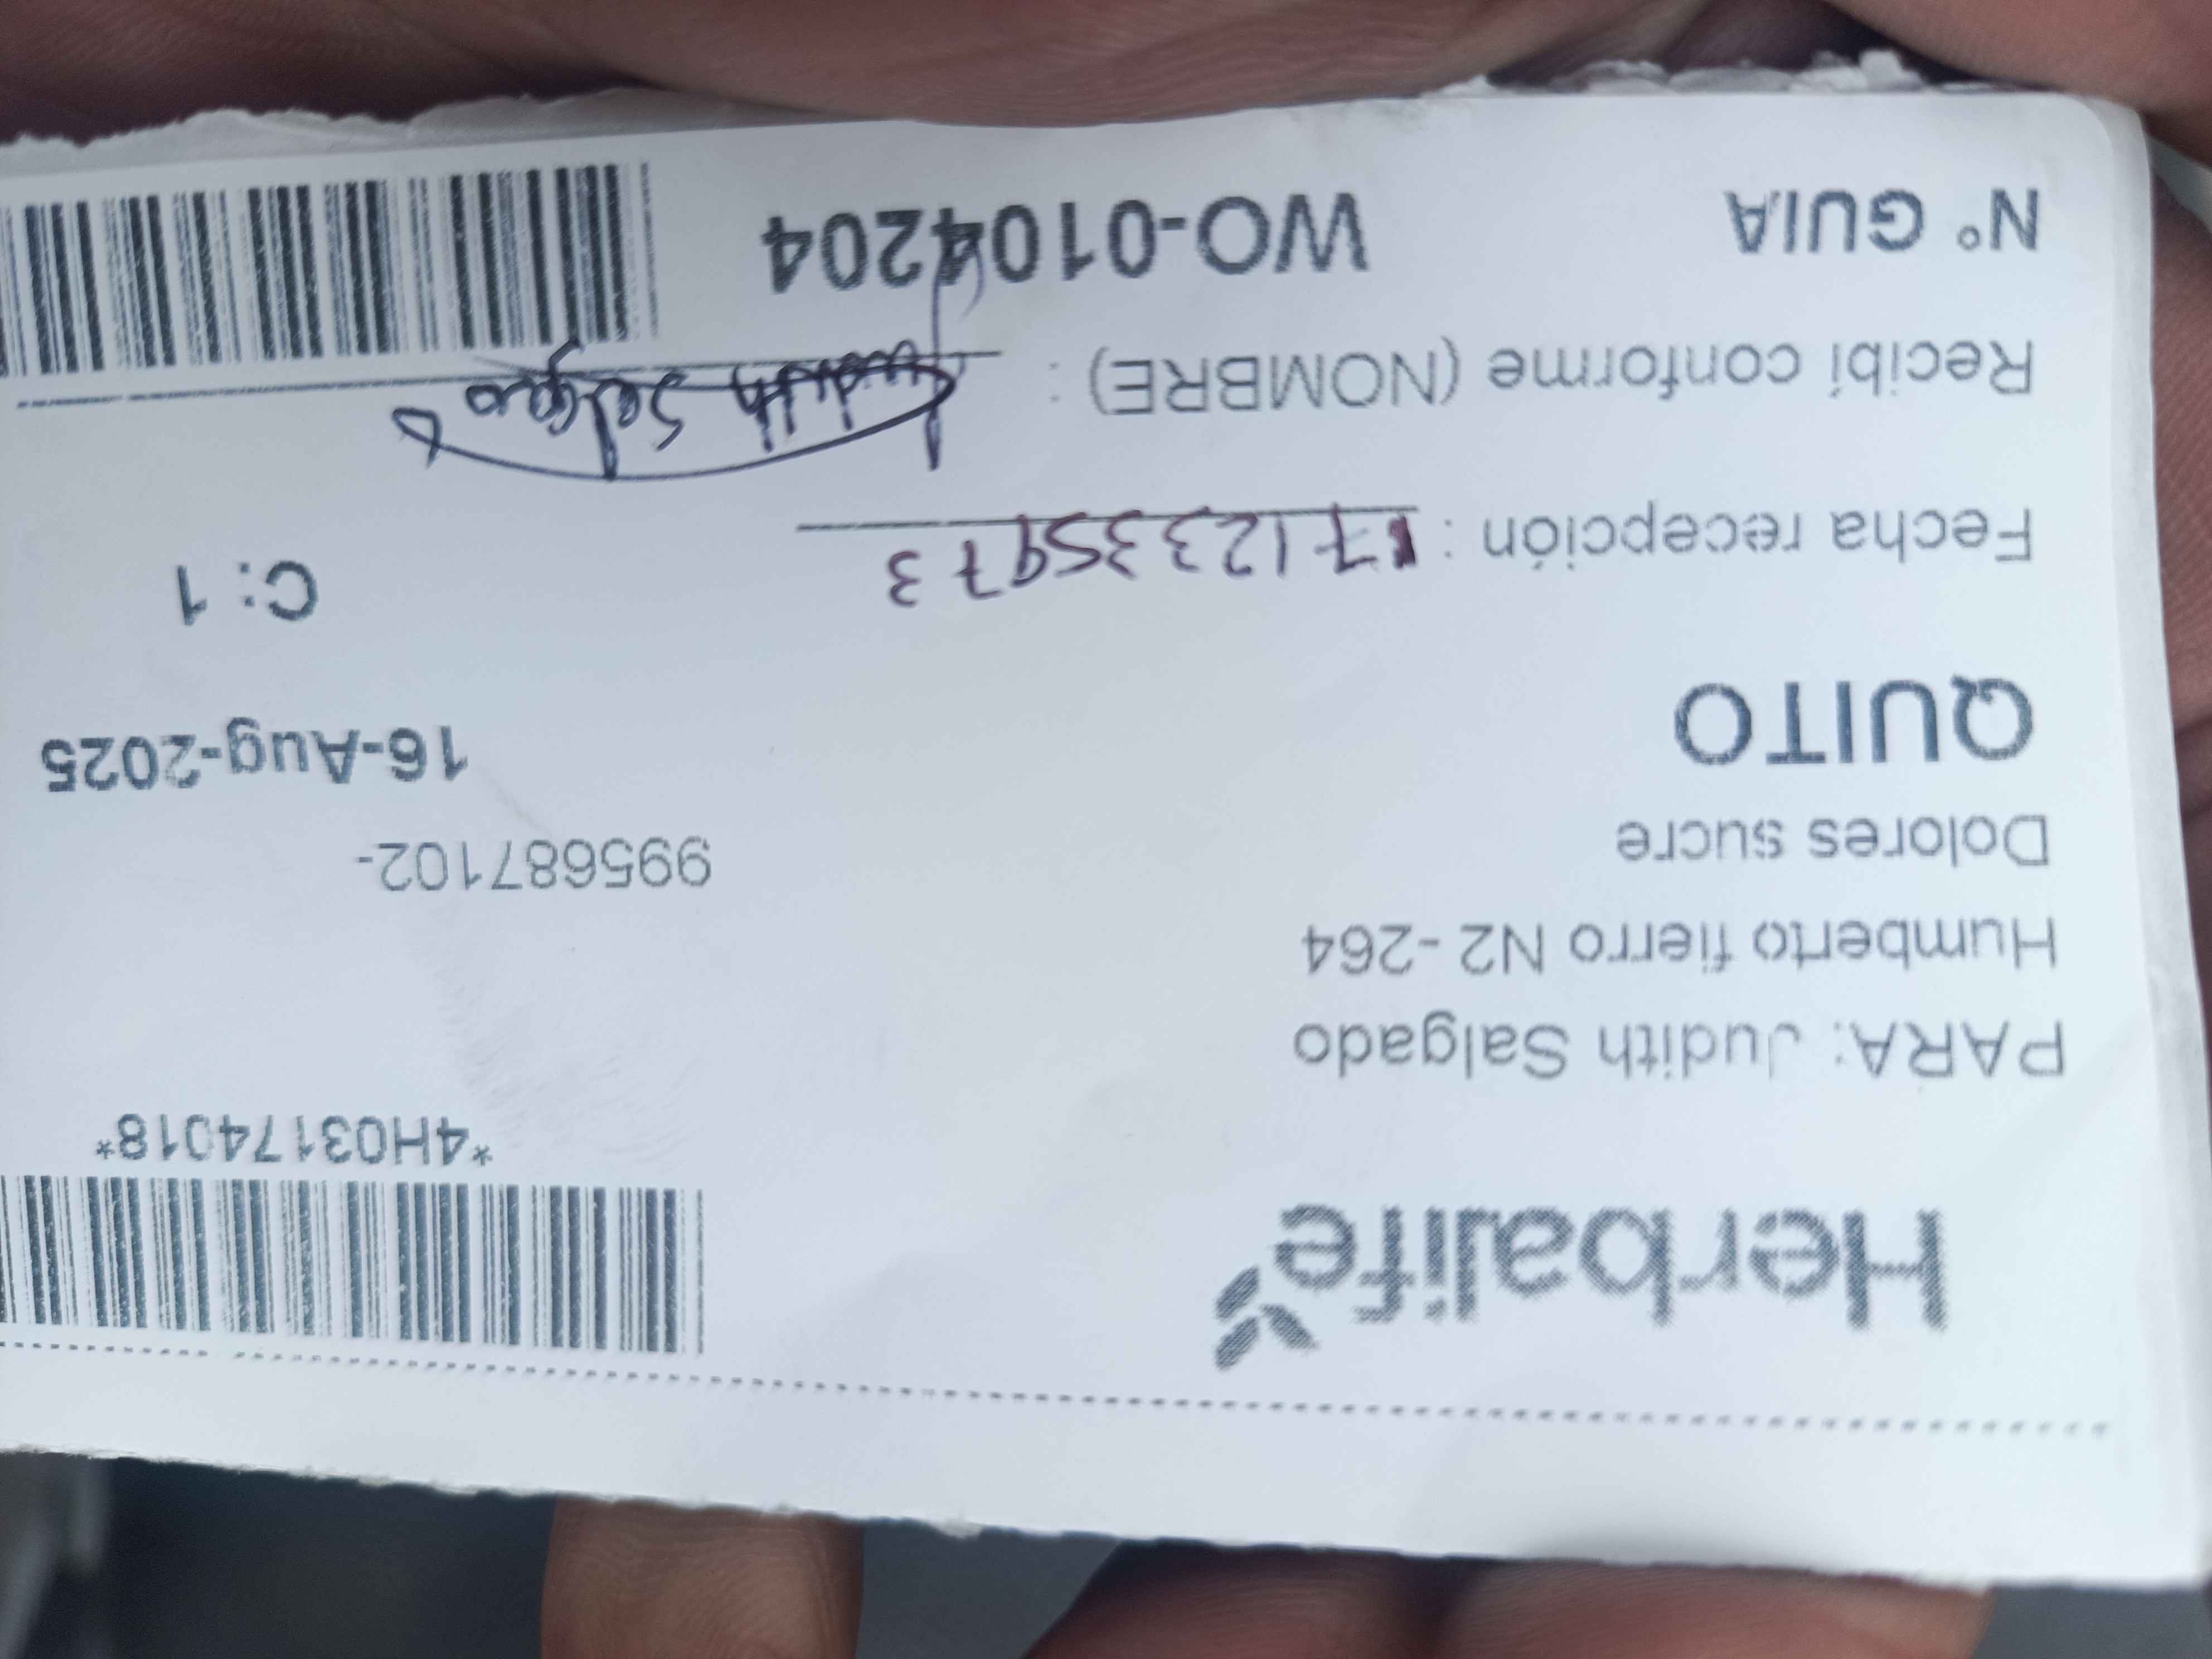 Herbalife
*4H03174018*
PARA: Judith Salgado
Humberto fierro N2 -264
995687102-
Dolores sucre
16-Aug-2025
QUITO
C: 1
Fecha recepción : 1712335973
Recibí conforme (NOMBRE) : Judith Salgado
N° GUIA WO-0104204